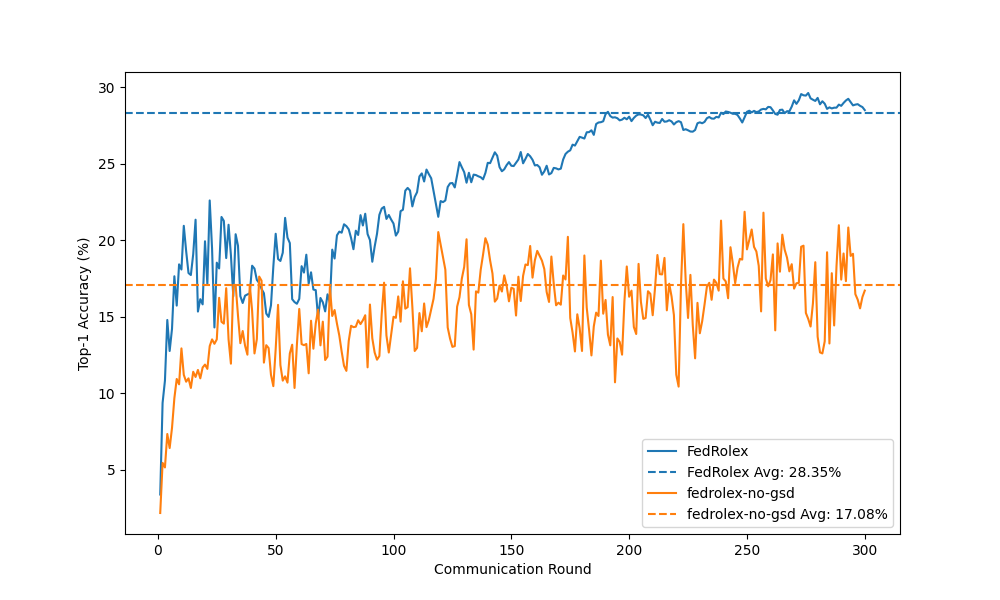 30
25
20
15
10
5
Top-1 Accuracy (%)
0
50
100
150
200
250
300
Communication Round
FedRolex
FedRolex Avg: 28.35%
fedrolex-no-gsd
fedrolex-no-gsd Avg: 17.08%